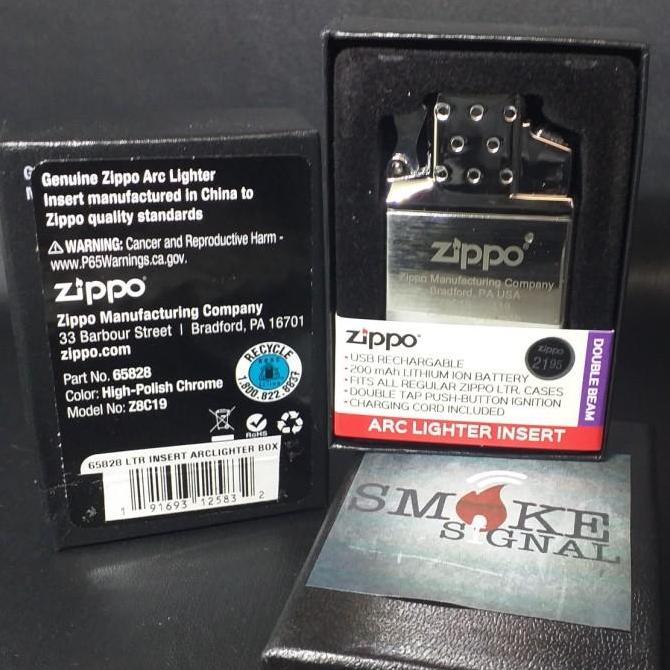 Genuine Zippo Arc Lighter
Insert manufactured in China to
Zippo quality standards
WARNING: Cancer and Reproductive Harm -
www.P65Warnings.ca.gov.
zippo
Zippo Manufacturing Company
33 Barbour Street | Bradford, PA 16701
zippo.com
Part No. 65828
Color: High-Polish Chrome
Model No: Z8C19
RECYCLE
1.800.822.8837
RoHS
65828 LTR INSERT ARCLIGHTER BOX
1 91693 12583 2
zippo
Zippo Manufacturing Company
Bradford, PA USA
zippo
• USB RECHARGABLE
• 200 mAh LITHIUM ION BATTERY
• FITS ALL REGULAR ZIPPO LTR. CASES
• DOUBLE TAP PUSH-BUTTON IGNITION
• CHARGING CORD INCLUDED
zippo
2195
DOUBLE BEAM
ARC LIGHTER INSERT
SMOKE
SIGNAL